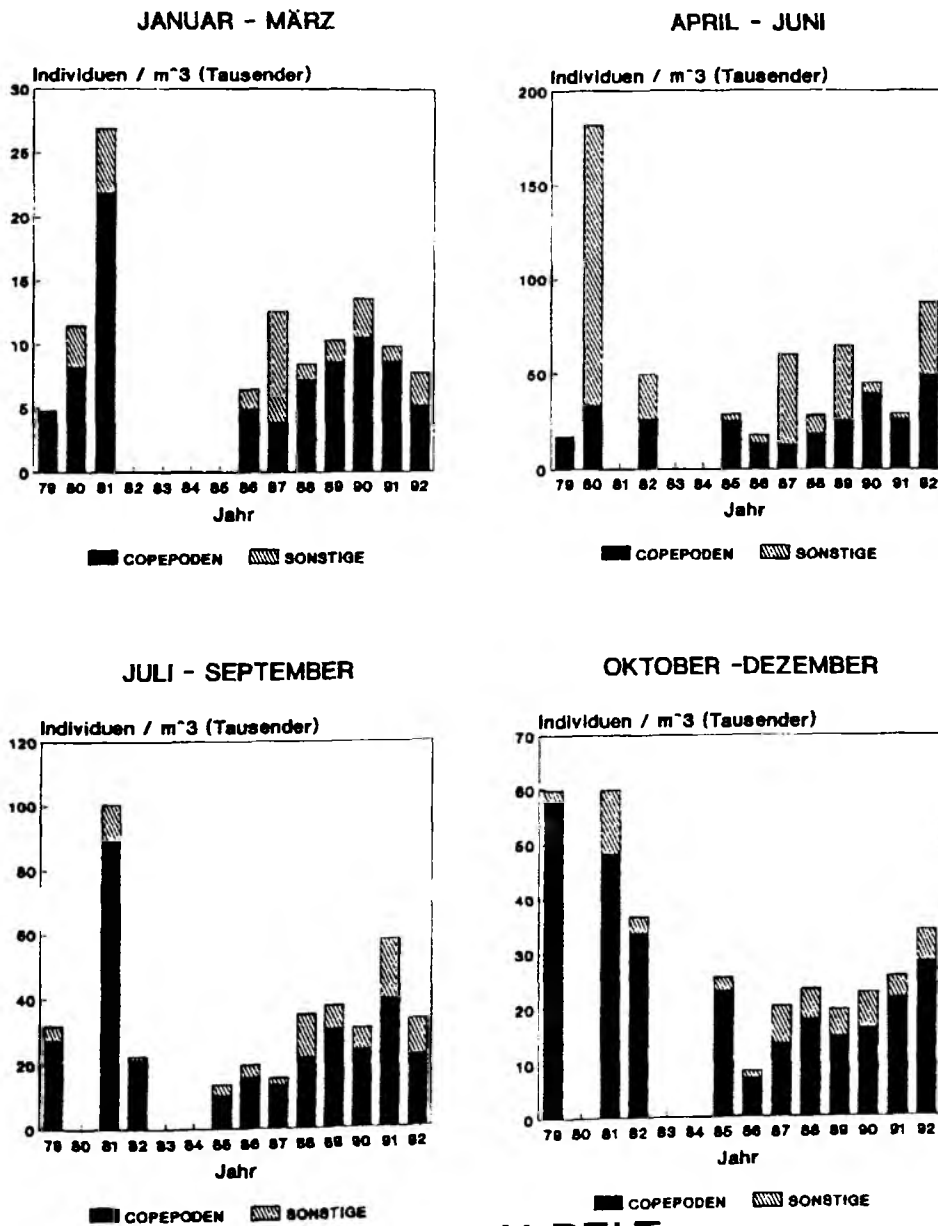 JANUAR - MÄRZ
Individuen / m^3 (Tausender)
30
25
20
15
10
5
0
79 80 81 82 83 84 85 86 87 88 89 90 91 92
Jahr
COPEPODEN SONSTIGE
APRIL - JUNI
Individuen / m^3 (Tausender)
200
150
100
50
0
79 80 81 82 83 84 85 86 87 88 89 90 91 92
Jahr
COPEPODEN SONSTIGE
JULI - SEPTEMBER
Individuen / m^3 (Tausender)
120
100
80
60
40
20
0
79 80 81 82 83 84 85 86 87 88 89 90 91 92
Jahr
COPEPODEN SONSTIGE
OKTOBER -DEZEMBER
Individuen / m^3 (Tausender)
70
60
50
40
30
20
10
0
79 80 81 82 83 84 85 86 87 88 89 90 91 92
Jahr
COPEPODEN SONSTIGE